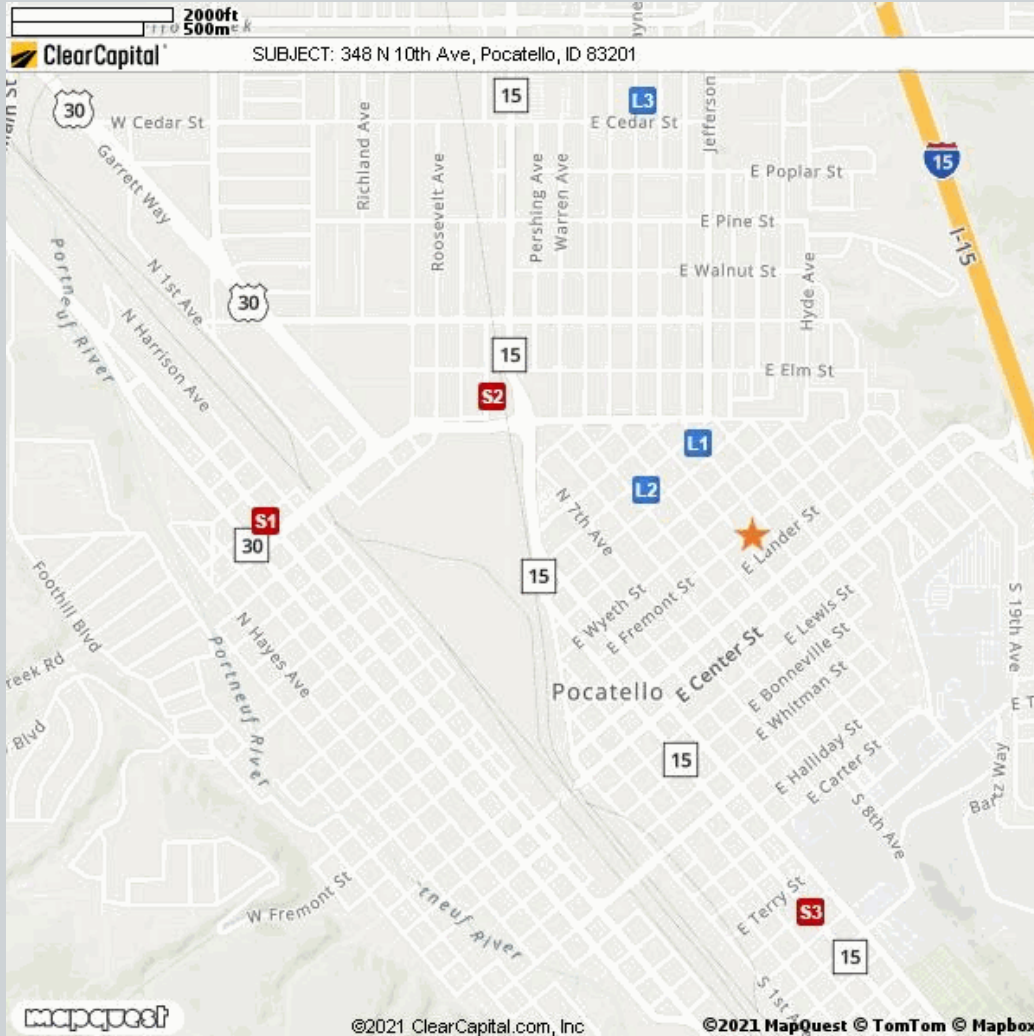 2000ft
500m
ClearCapital
SUBJECT: 348 N 10th Ave, Pocatello, ID 83201
30
W Cedar St
Richland Ave
15
L3
E Cedar St
Jefferson
15
Garrett Way
Roosevelt Ave
Pershing Ave
Warren Ave
E Poplar St
E Pine St
I-15
Portneuf River
N 1st Ave
E Walnut St
Hyde Ave
30
N Harrison Ave
15
E Elm St
S2
L1
L2
S1
30
N 7th Ave
E Lander St
15
Foothill Blvd
E Wyeth St
E Fremont St
E Lewis St
S 19th Ave
N Hayes Ave
E Center St
E Bonneville St
reek Rd
Portneuf River
Pocatello
E Whitman St
E T
Blvd
15
E Halliday St
E Carter St
Bartz Way
S 8th Ave
W Fremont St
tneuf River
E Terry St
S3
15
S 1st A
mapquest
©2021 ClearCapital.com, Inc
©2021 MapQuest © TomTom © Mapbox